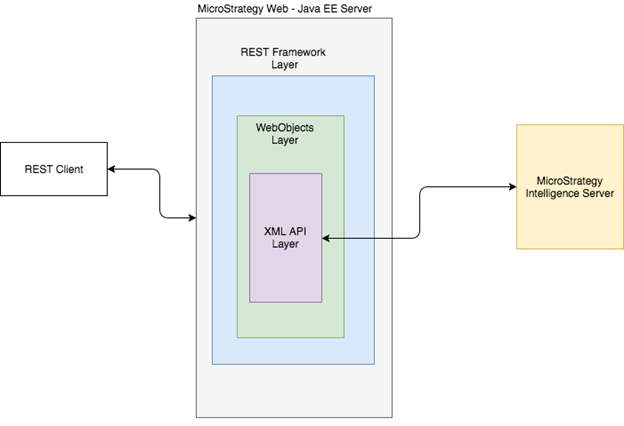 MicroStrategy Web - Java EE Server
REST Framework
Layer
WebObjects
Layer
REST Client
XML API
Layer
MicroStrategy
Intelligence Server